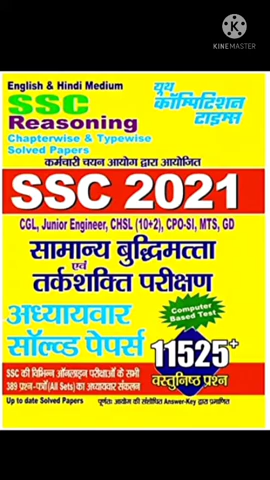 KINEMASTER
English & Hindi Medium
SSC
Reasoning
Chapterwise & Typewise
Solved Papers
यूथ
कॉम्पिटिशन
टाइम्स
कर्मचारी चयन आयोग द्वारा आयोजित
SSC 2021
CGL, Junior Engineer, CHSL (10+2), CPO-SI, MTS, GD
सामान्य बुद्धिमत्ता
एवं
तर्कशक्ति परीक्षण
अध्यायवार
सॉल्व्ड पेपर्स
Computer
Based Test
11525+
वस्तुनिष्ठ प्रश्न
SSC की विभिन्न ऑनलाइन परीक्षाओं के सभी
389 प्रश्न-पत्रों (All Sets) का अध्यायवार संकलन
Up to date Solved Papers
पूर्णतः आयोग की संशोधित Answer-Key द्वारा प्रमाणित